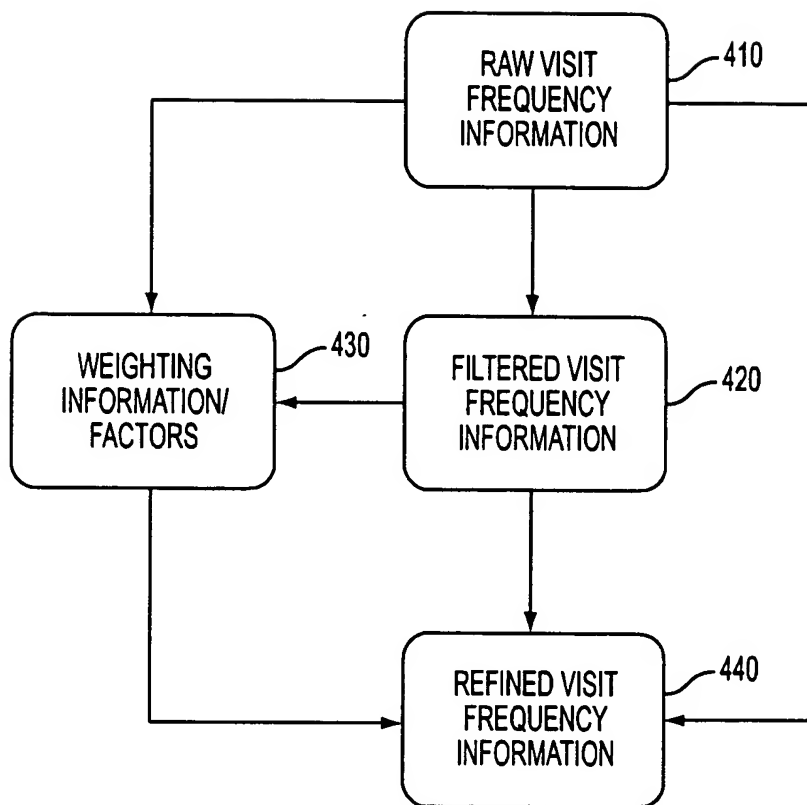 RAW VISIT
FREQUENCY
INFORMATION
410
WEIGHTING
INFORMATION/
FACTORS
430
FILTERED VISIT
FREQUENCY
INFORMATION
420
REFINED VISIT
FREQUENCY
INFORMATION
440